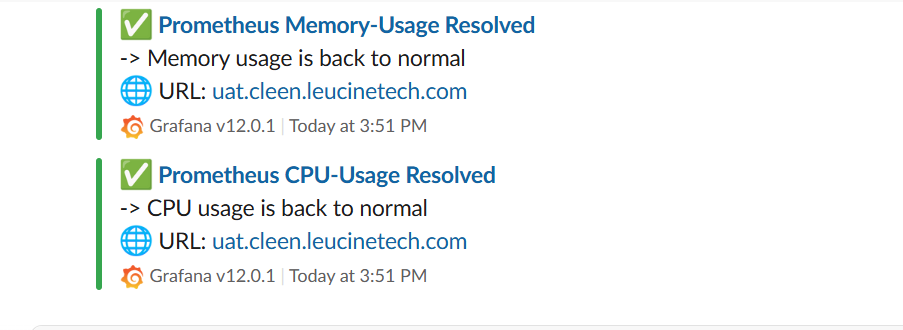 ✅ Prometheus Memory-Usage Resolved
-> Memory usage is back to normal
🌐 URL: uat.cleen.leucinetech.com
Grafana v12.0.1 | Today at 3:51 PM
✅ Prometheus CPU-Usage Resolved
-> CPU usage is back to normal
🌐 URL: uat.cleen.leucinetech.com
Grafana v12.0.1 | Today at 3:51 PM